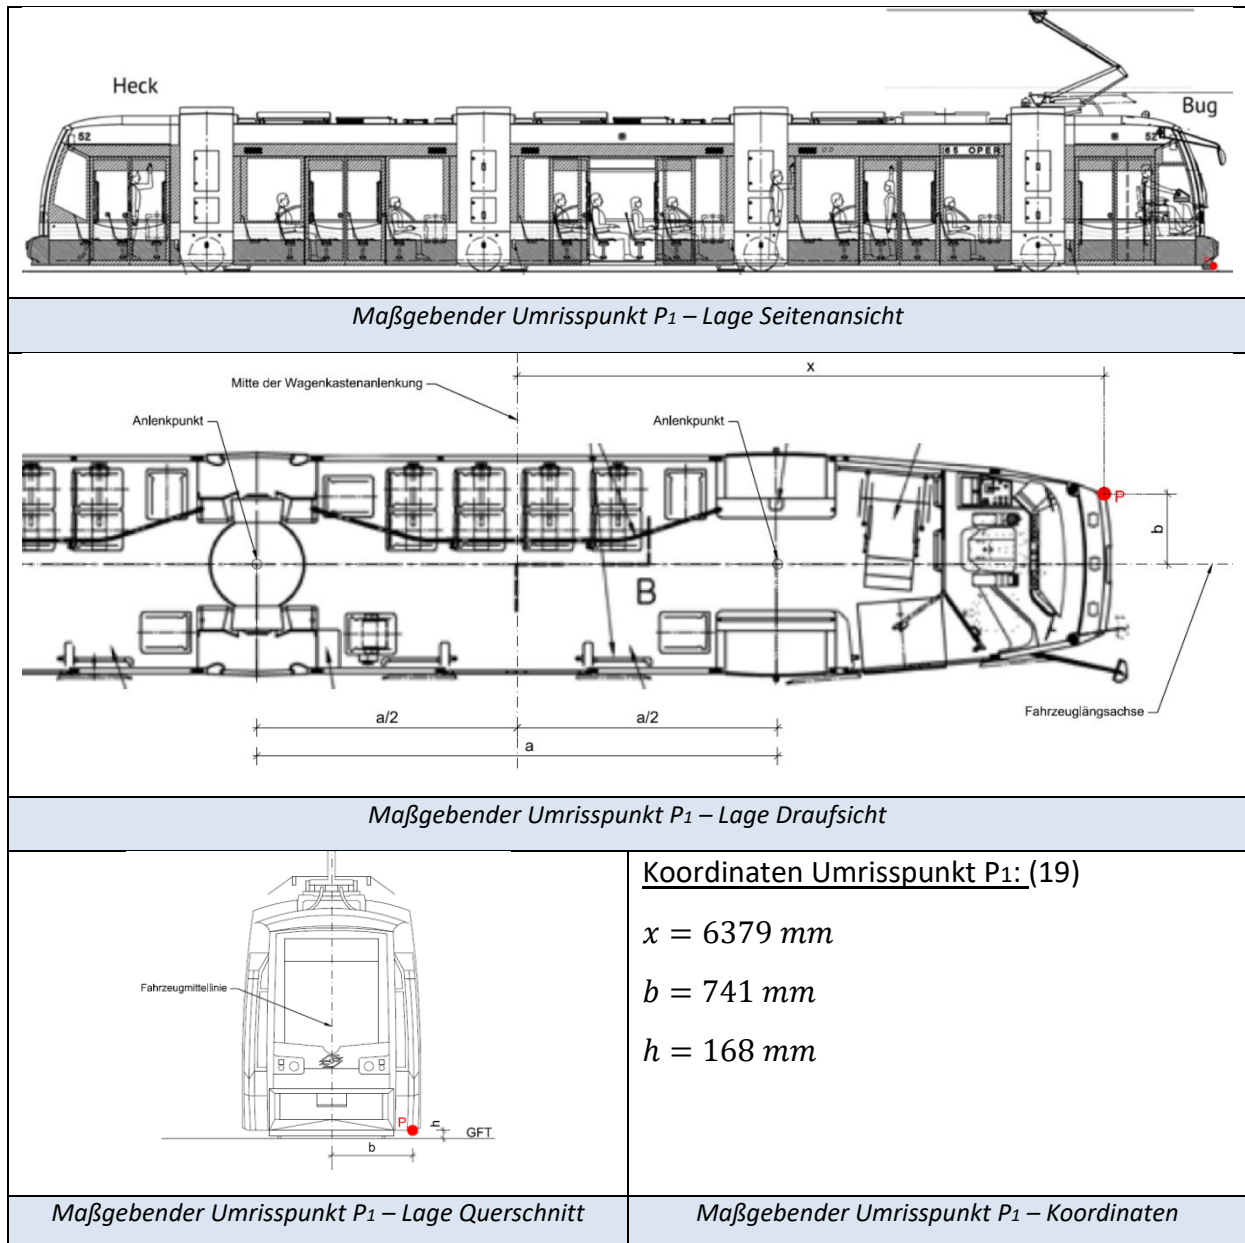 Heck
Bug
52
52
65 OPER
Maßgebender Umrisspunkt P1 – Lage Seitenansicht
x
Mitte der Wagenkastenanlenkung
Anlenkpunkt
Anlenkpunkt
P
b
B
a/2
a/2
Fahrzeuglängsachse
a
Maßgebender Umrisspunkt P1 – Lage Draufsicht
Koordinaten Umrisspunkt P1: (19)
x = 6379 mm
b = 741 mm
h = 168 mm
Fahrzeugmittellinie
P
h
GFT
b
Maßgebender Umrisspunkt P1 – Lage Querschnitt
Maßgebender Umrisspunkt P1 – Koordinaten